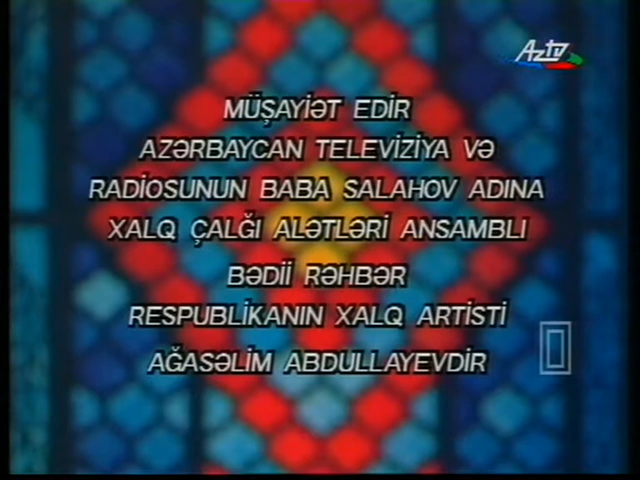 AzTV
MÜŞAYİƏT EDİR
AZƏRBAYCAN TELEVİZİYA VƏ
RADİOSUNUN BABA SALAHOV ADINA
XALQ ÇALĞI ALƏTLƏRİ ANSAMBLI
BƏDİİ RƏHBƏR
RESPUBLİKANIN XALQ ARTİSTİ
AĞASƏLİM ABDULLAYEVDİR